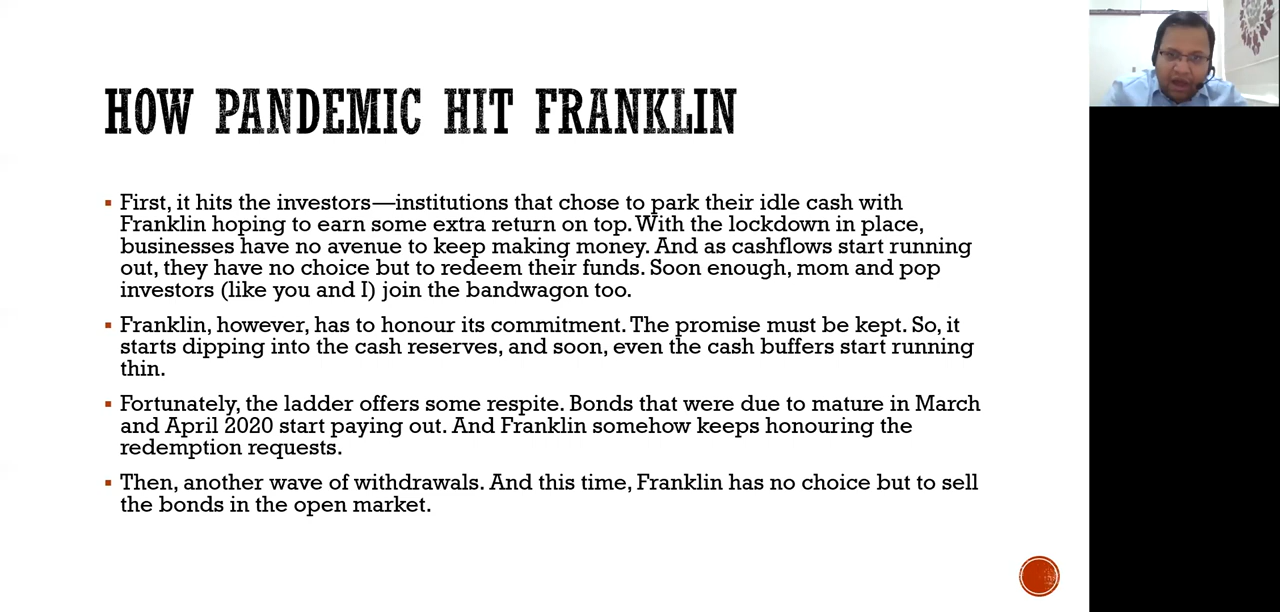 HOW PANDEMIC HIT FRANKLIN
▪ First, it hits the investors—institutions that chose to park their idle cash with
Franklin hoping to earn some extra return on top. With the lockdown in place,
businesses have no avenue to keep making money. And as cashflows start running
out, they have no choice but to redeem their funds. Soon enough, mom and pop
investors (like you and I) join the bandwagon too.
▪ Franklin, however, has to honour its commitment. The promise must be kept. So, it
starts dipping into the cash reserves, and soon, even the cash buffers start running
thin.
▪ Fortunately, the ladder offers some respite. Bonds that were due to mature in March
and April 2020 start paying out. And Franklin somehow keeps honouring the
redemption requests.
▪ Then, another wave of withdrawals. And this time, Franklin has no choice but to sell
the bonds in the open market.